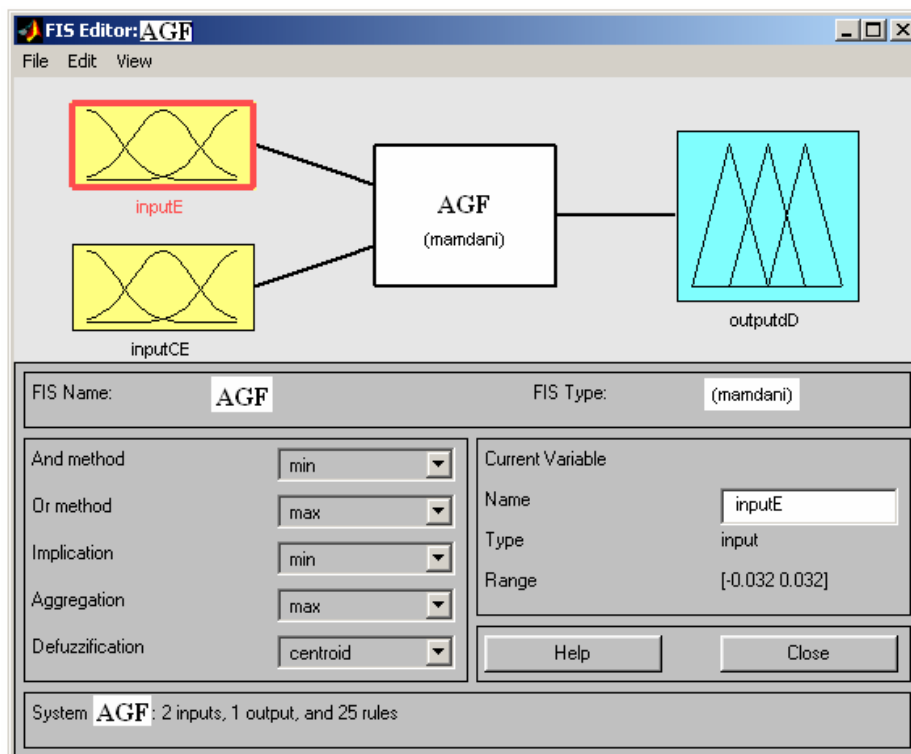 FIS Editor: AGF
File Edit View
inputE
AGF
(mamdani)
inputCE
outputdD
FIS Name: AGF FIS Type: (mamdani)
And method min
Or method max
Implication min
Aggregation max
Defuzzification centroid
Current Variable
Name inputE
Type input
Range [-0.032 0.032]
Help Close
System AGF: 2 inputs, 1 output, and 25 rules